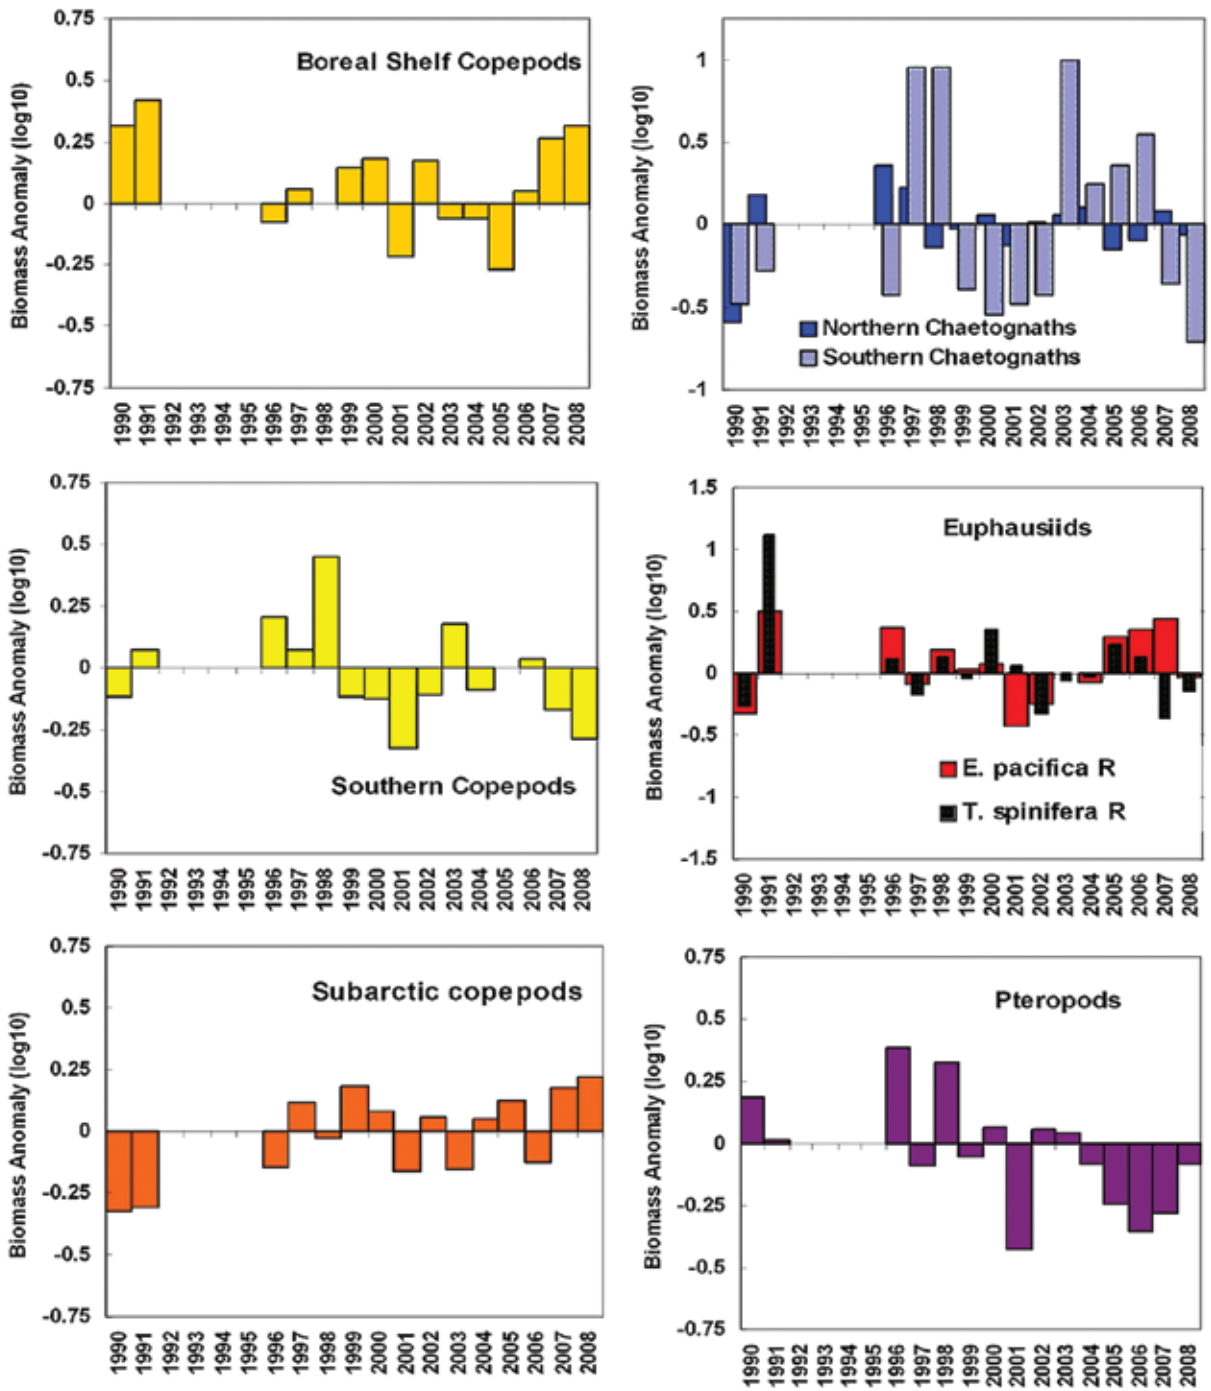 Boreal Shelf Copepods
Biomass Anomaly (log10)
0.75
0.5
0.25
0
-0.25
-0.5
-0.75
1990 1991 1992 1993 1994 1995 1996 1997 1998 1999 2000 2001 2002 2003 2004 2005 2006 2007 2008
Biomass Anomaly (log10)
1
0.5
0
-0.5
-1
Northern Chaetognaths
Southern Chaetognaths
1990 1991 1992 1993 1994 1995 1996 1997 1998 1999 2000 2001 2002 2003 2004 2005 2006 2007 2008
Biomass Anomaly (log10)
0.75
0.5
0.25
0
-0.25
-0.5
-0.75
Southern Copepods
1990 1991 1992 1993 1994 1995 1996 1997 1998 1999 2000 2001 2002 2003 2004 2005 2006 2007 2008
Euphausiids
Biomass Anomaly (log10)
1.5
1
0.5
0
-0.5
-1
-1.5
E. pacifica R
T. spinifera R
1990 1991 1992 1993 1994 1995 1996 1997 1998 1999 2000 2001 2002 2003 2004 2005 2006 2007 2008
Subarctic copepods
Biomass Anomaly (log10)
0.75
0.5
0.25
0
-0.25
-0.5
-0.75
1990 1991 1992 1993 1994 1995 1996 1997 1998 1999 2000 2001 2002 2003 2004 2005 2006 2007 2008
Pteropods
Biomass Anomaly (log10)
0.75
0.5
0.25
0
-0.25
-0.5
-0.75
1990 1991 1992 1993 1994 1995 1996 1997 1998 1999 2000 2001 2002 2003 2004 2005 2006 2007 2008